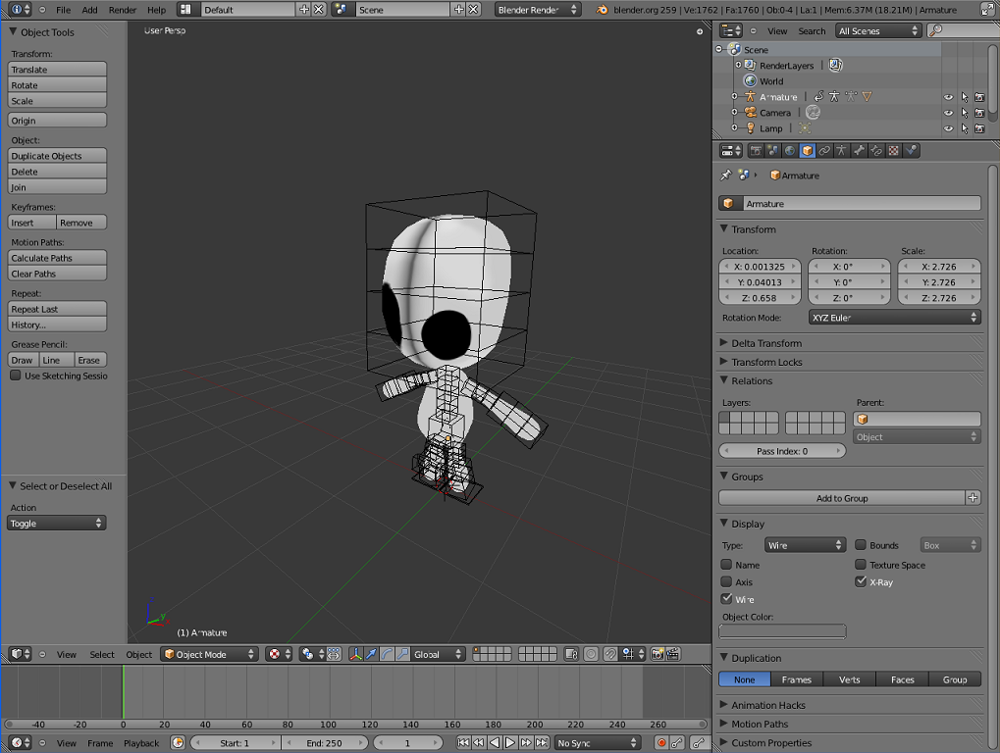 File Add Render Help Default Scene Blender Render blender.org 259 | Ve:1762 | Fa:1760 | Ob:0-4 | La:1 | Mem:6.37M (18.21M) | Armature
Object Tools
Transform:
Translate
Rotate
Scale
Origin
Object:
Duplicate Objects
Delete
Join
Keyframes:
Insert Remove
Motion Paths:
Calculate Paths
Clear Paths
Repeat:
Repeat Last
History...
Grease Pencil:
Draw Line Erase
Use Sketching Sessio
Select or Deselect All
Action
Toggle
User Persp
y
x
(1) Armature
View Select Object Object Mode Global
-40 -20 0 20 40 60 80 100 120 140 160 180 200 220 240 260
View Frame Playback Start: 1 End: 250 1 No Sync
View Search All Scenes
Scene
RenderLayers |
World
Armature |
Camera |
Lamp |
Armature
Armature
Transform
Location: Rotation: Scale:
X: 0.001325 X: 0° X: 2.726
Y: 0.04013 Y: 0° Y: 2.726
Z: 0.658 Z: 0° Z: 2.726
Rotation Mode: XYZ Euler
Delta Transform
Transform Locks
Relations
Layers: Parent:
Object
Pass Index: 0
Groups
Add to Group
Display
Type: Wire Bounds Box
Name Texture Space
Axis X-Ray
Wire
Object Color:
Duplication
None Frames Verts Faces Group
Animation Hacks
Motion Paths
Custom Properties